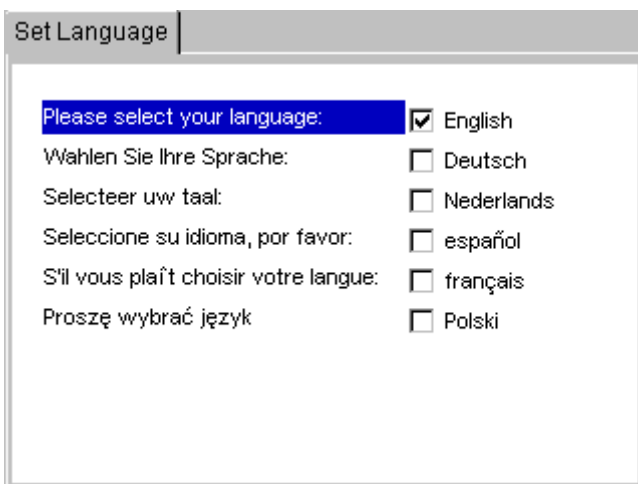 Set Language
Please select your language: English
Wahlen Sie Ihre Sprache: Deutsch
Selecteer uw taal: Nederlands
Seleccione su idioma, por favor: español
S'il vous plaît choisir votre langue: français
Proszę wybrać język Polski